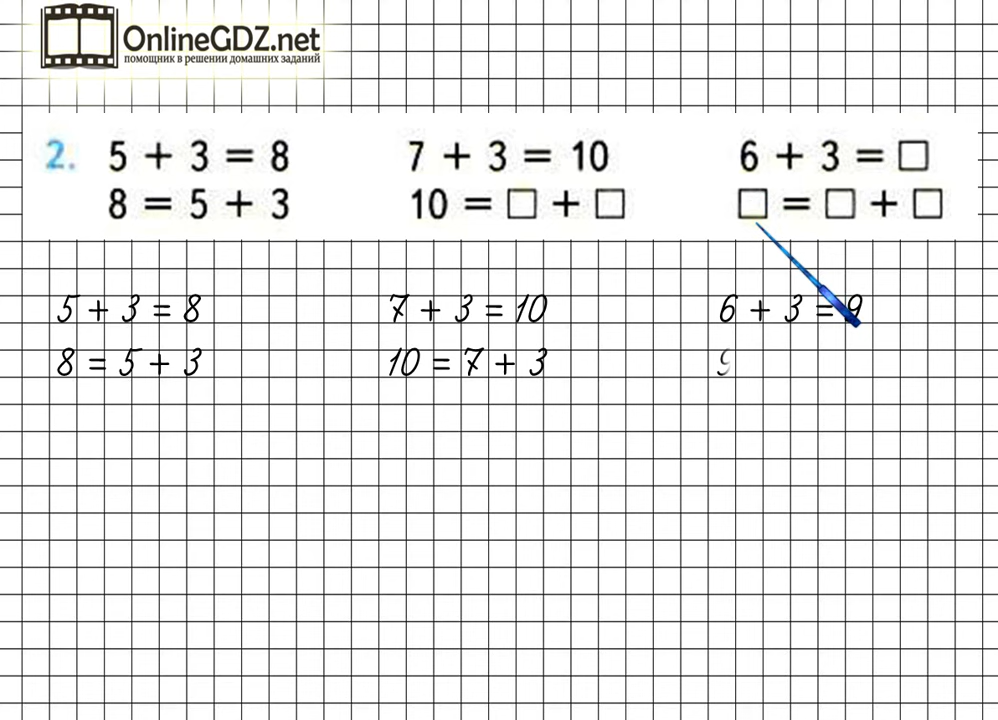 OnlineGDZ.net
помощник в решении домашних заданий
2. 5 + 3 = 8 7 + 3 = 10 6 + 3 = □
8 = 5 + 3 10 = □ + □ □ = □ + □
5 + 3 = 8 7 + 3 = 10 6 + 3 = 9
8 = 5 + 3 10 = 7 + 3 9